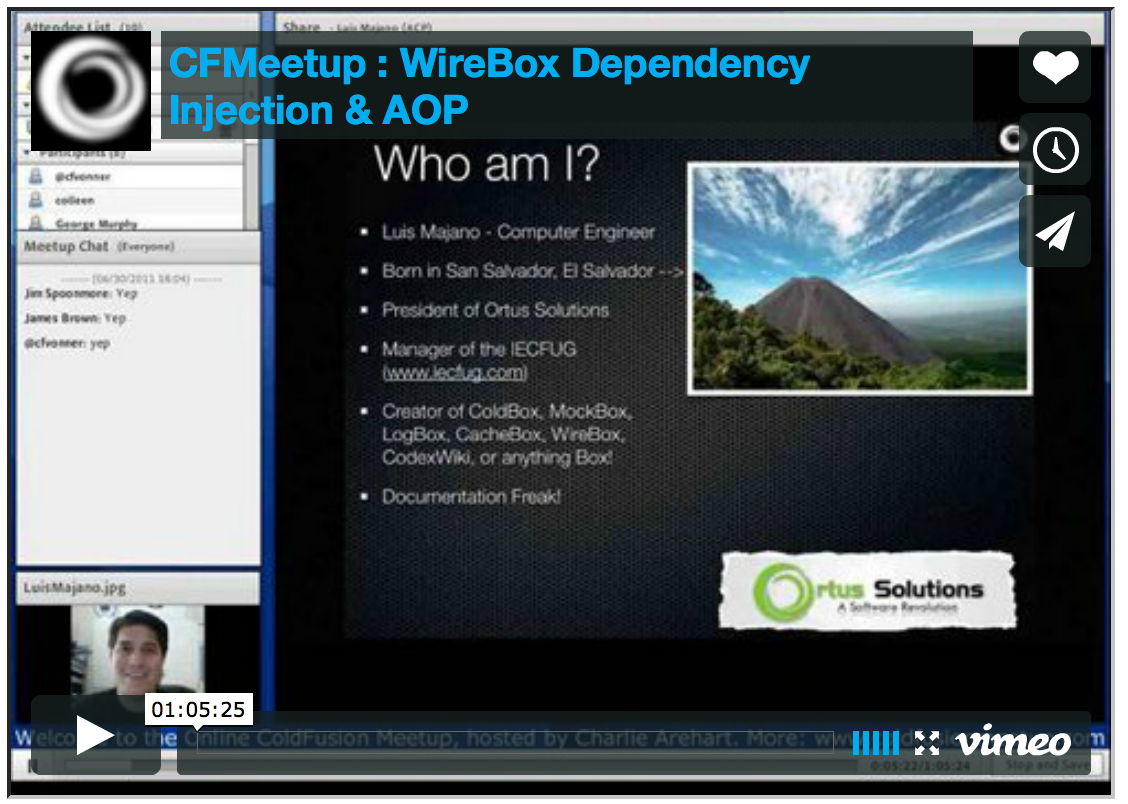 Attendee List (10)
Share - Luis Majano (ACP)
CFMeetup : WireBox Dependency
Injection & AOP
Participants (8)
@cfvonner
colleen
George Murphy
Meetup Chat (Everyone)
------ (06/30/2011 18:04) ------
Jim Spoonmore: Yep
James Brown: Yep
@cfvonner: yep
Who am I?
▪ Luis Majano - Computer Engineer
▪ Born in San Salvador, El Salvador -->
▪ President of Ortus Solutions
▪ Manager of the IECFUG
(www.iecfug.com)
▪ Creator of ColdBox, MockBox,
LogBox, CacheBox, WireBox,
CodexWiki, or anything Box!
▪ Documentation Freak!
Ortus Solutions
A Software Revolution
LuisMajano.jpg
01:05:25
Welcome to the Online ColdFusion Meetup, hosted by Charlie Arehart. More:
vimeo
0:05:22/1:05:24
Stop and Save